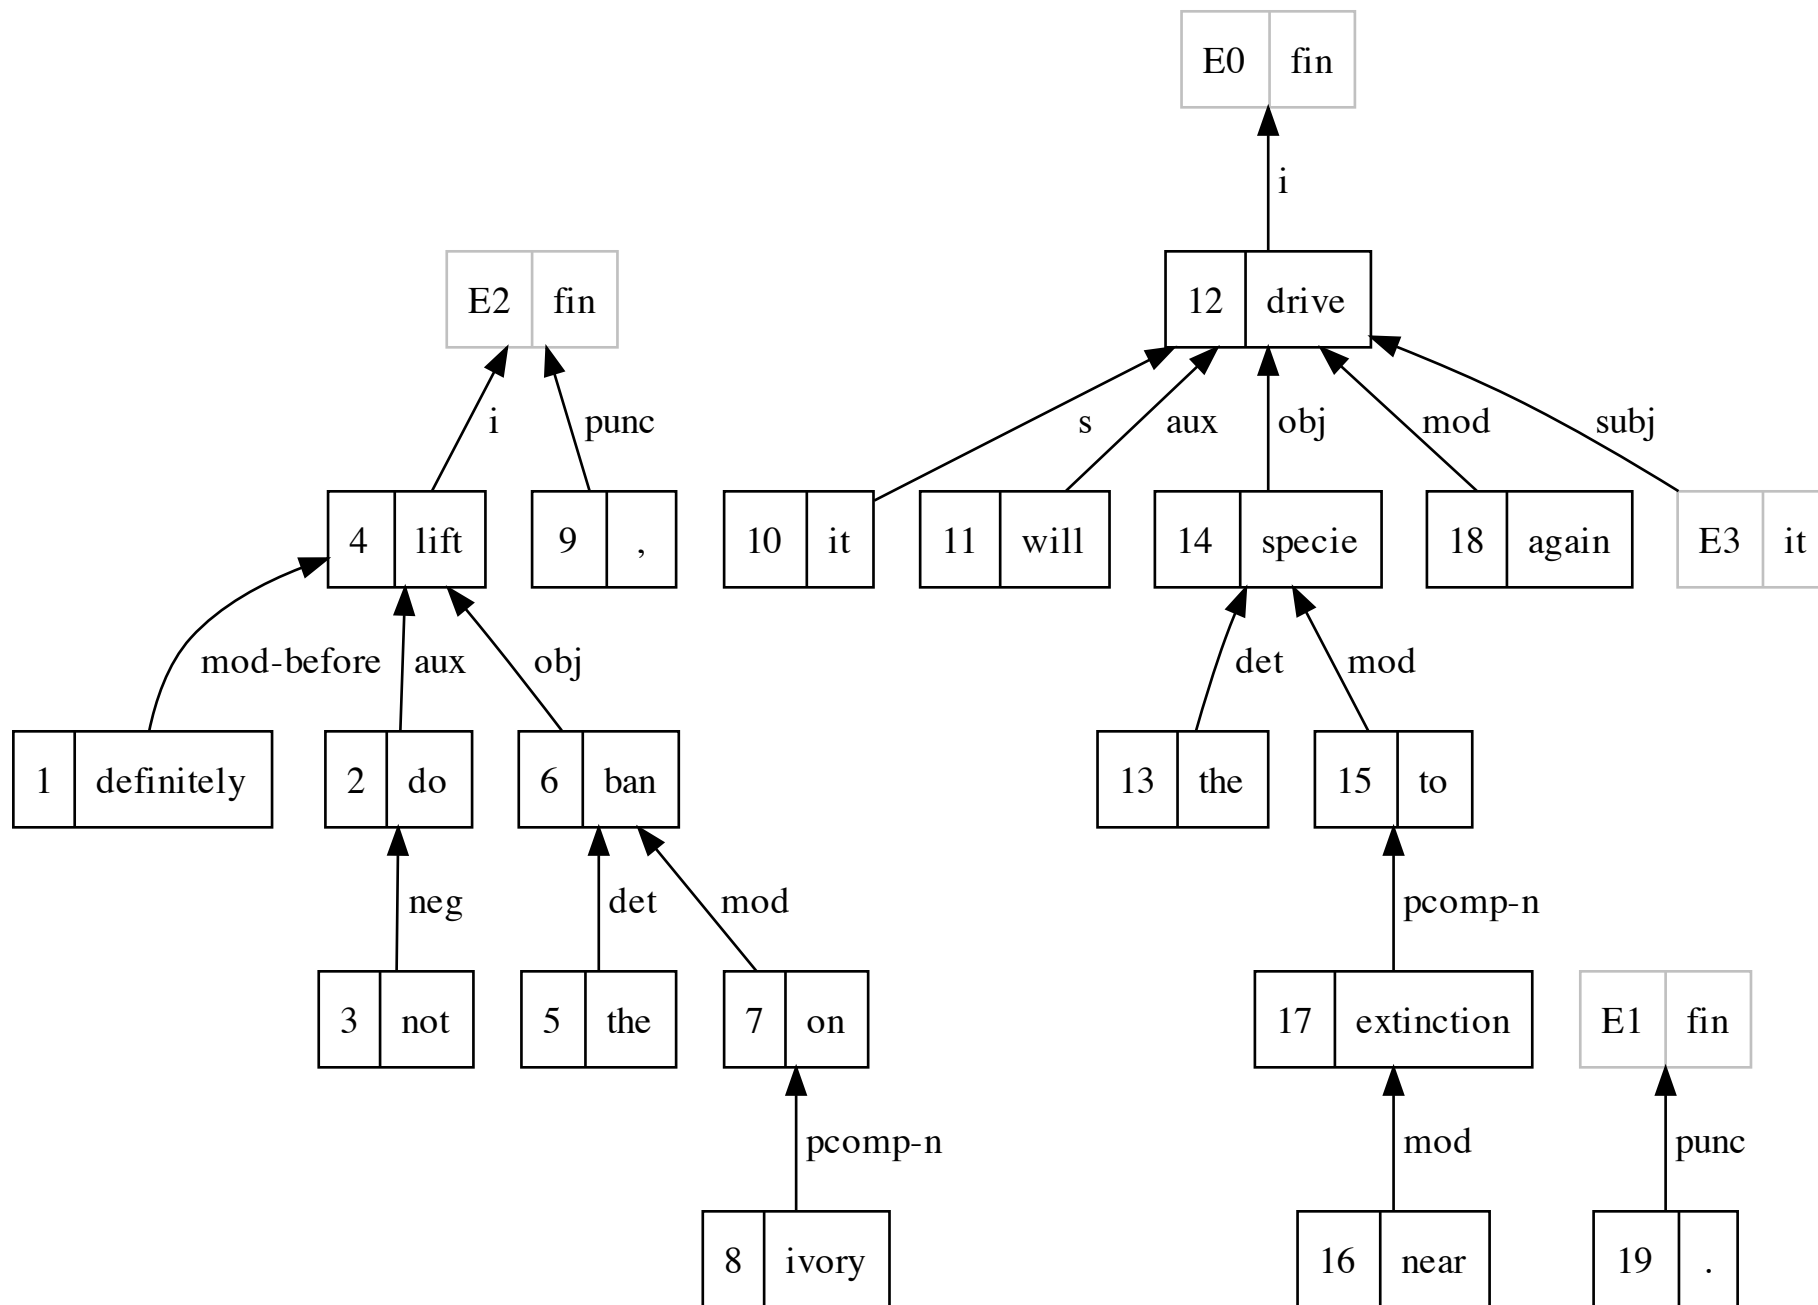 E0 fin
i
E2 fin
12 drive
i punc s aux obj mod subj
4 lift 9 , 10 it 11 will 14 specie 18 again E3 it
mod-before aux obj det mod
1 definitely 2 do 6 ban 13 the 15 to
neg det mod pcomp-n
3 not 5 the 7 on 17 extinction E1 fin
pcomp-n mod punc
8 ivory 16 near 19 .